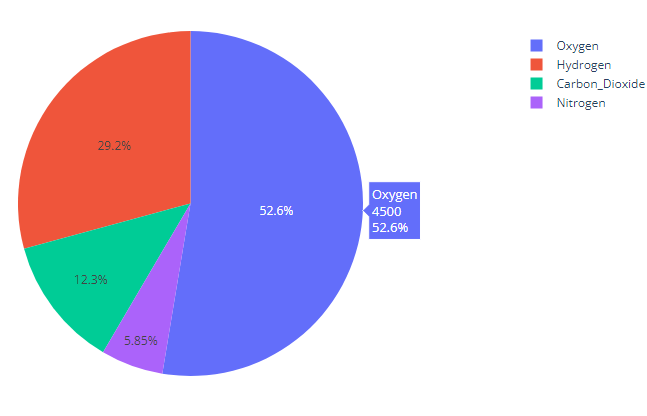 Oxygen
Hydrogen
Carbon_Dioxide
Nitrogen
29.2%
52.6%
Oxygen
4500
52.6%
12.3%
5.85%